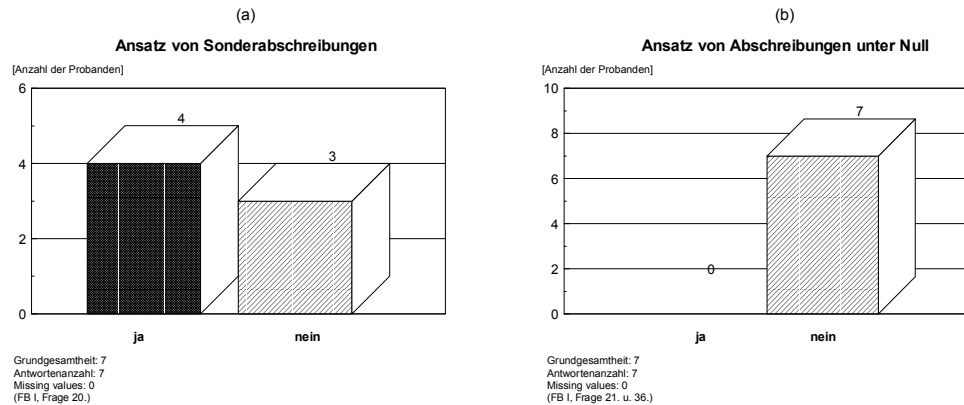 (a)
Ansatz von Sonderabschreibungen
[Anzahl der Probanden]
6
4
2
0
4
3
ja nein
Grundgesamtheit: 7
Antwortenanzahl: 7
Missing values: 0
(FB I, Frage 20.)
(b)
Ansatz von Abschreibungen unter Null
[Anzahl der Probanden]
10
8
6
4
2
0
0
7
ja nein
Grundgesamtheit: 7
Antwortenanzahl: 7
Missing values: 0
(FB I, Frage 21. u. 36.)